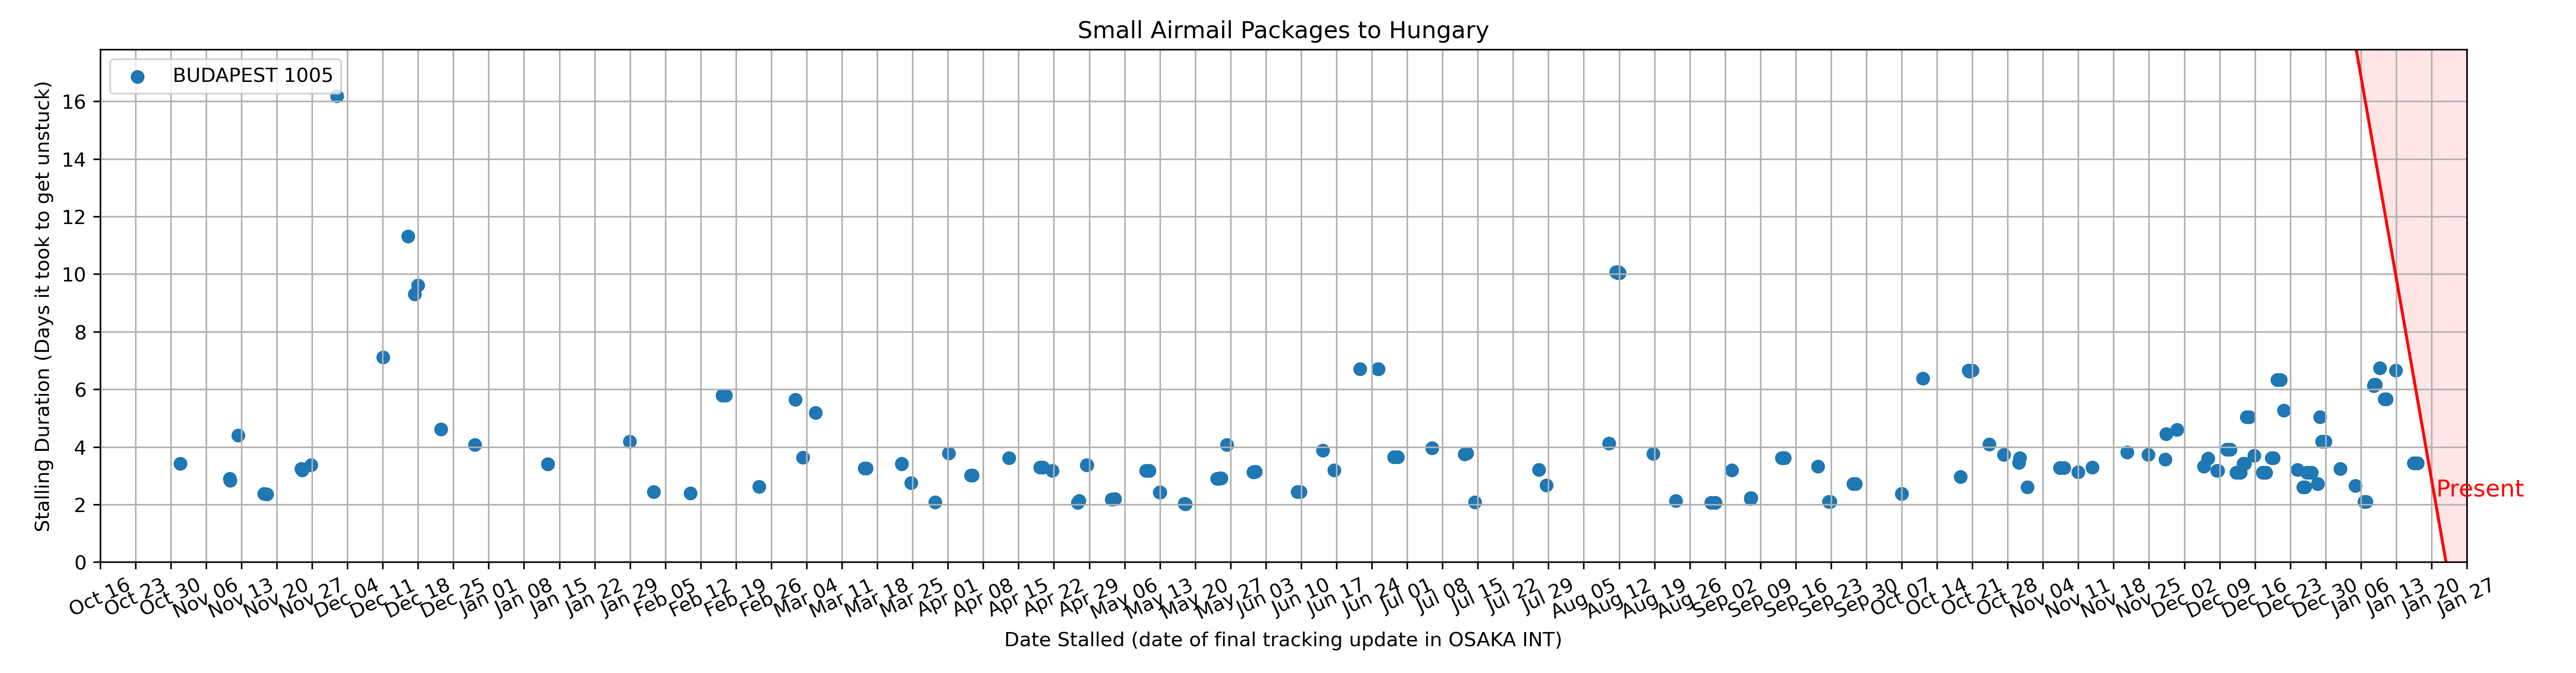 Small Airmail Packages to Hungary
BUDAPEST 1005
Stalling Duration (Days it took to get unstuck)
16
14
12
10
8
6
4
2
0
Present
Oct 16
Oct 23
Oct 30
Nov 06
Nov 13
Nov 20
Nov 27
Dec 04
Dec 11
Dec 18
Dec 25
Jan 01
Jan 08
Jan 15
Jan 22
Jan 29
Feb 05
Feb 12
Feb 19
Feb 26
Mar 04
Mar 11
Mar 18
Mar 25
Apr 01
Apr 08
Apr 15
Apr 22
Apr 29
May 06
May 13
May 20
May 27
Jun 03
Jun 10
Jun 17
Jun 24
Jul 01
Jul 08
Jul 15
Jul 22
Jul 29
Aug 05
Aug 12
Aug 19
Aug 26
Sep 02
Sep 09
Sep 16
Sep 23
Sep 30
Oct 07
Oct 14
Oct 21
Oct 28
Nov 04
Nov 11
Nov 18
Nov 25
Dec 02
Dec 09
Dec 16
Dec 23
Dec 30
Jan 06
Jan 13
Jan 20
Jan 27
Date Stalled (date of final tracking update in OSAKA INT)